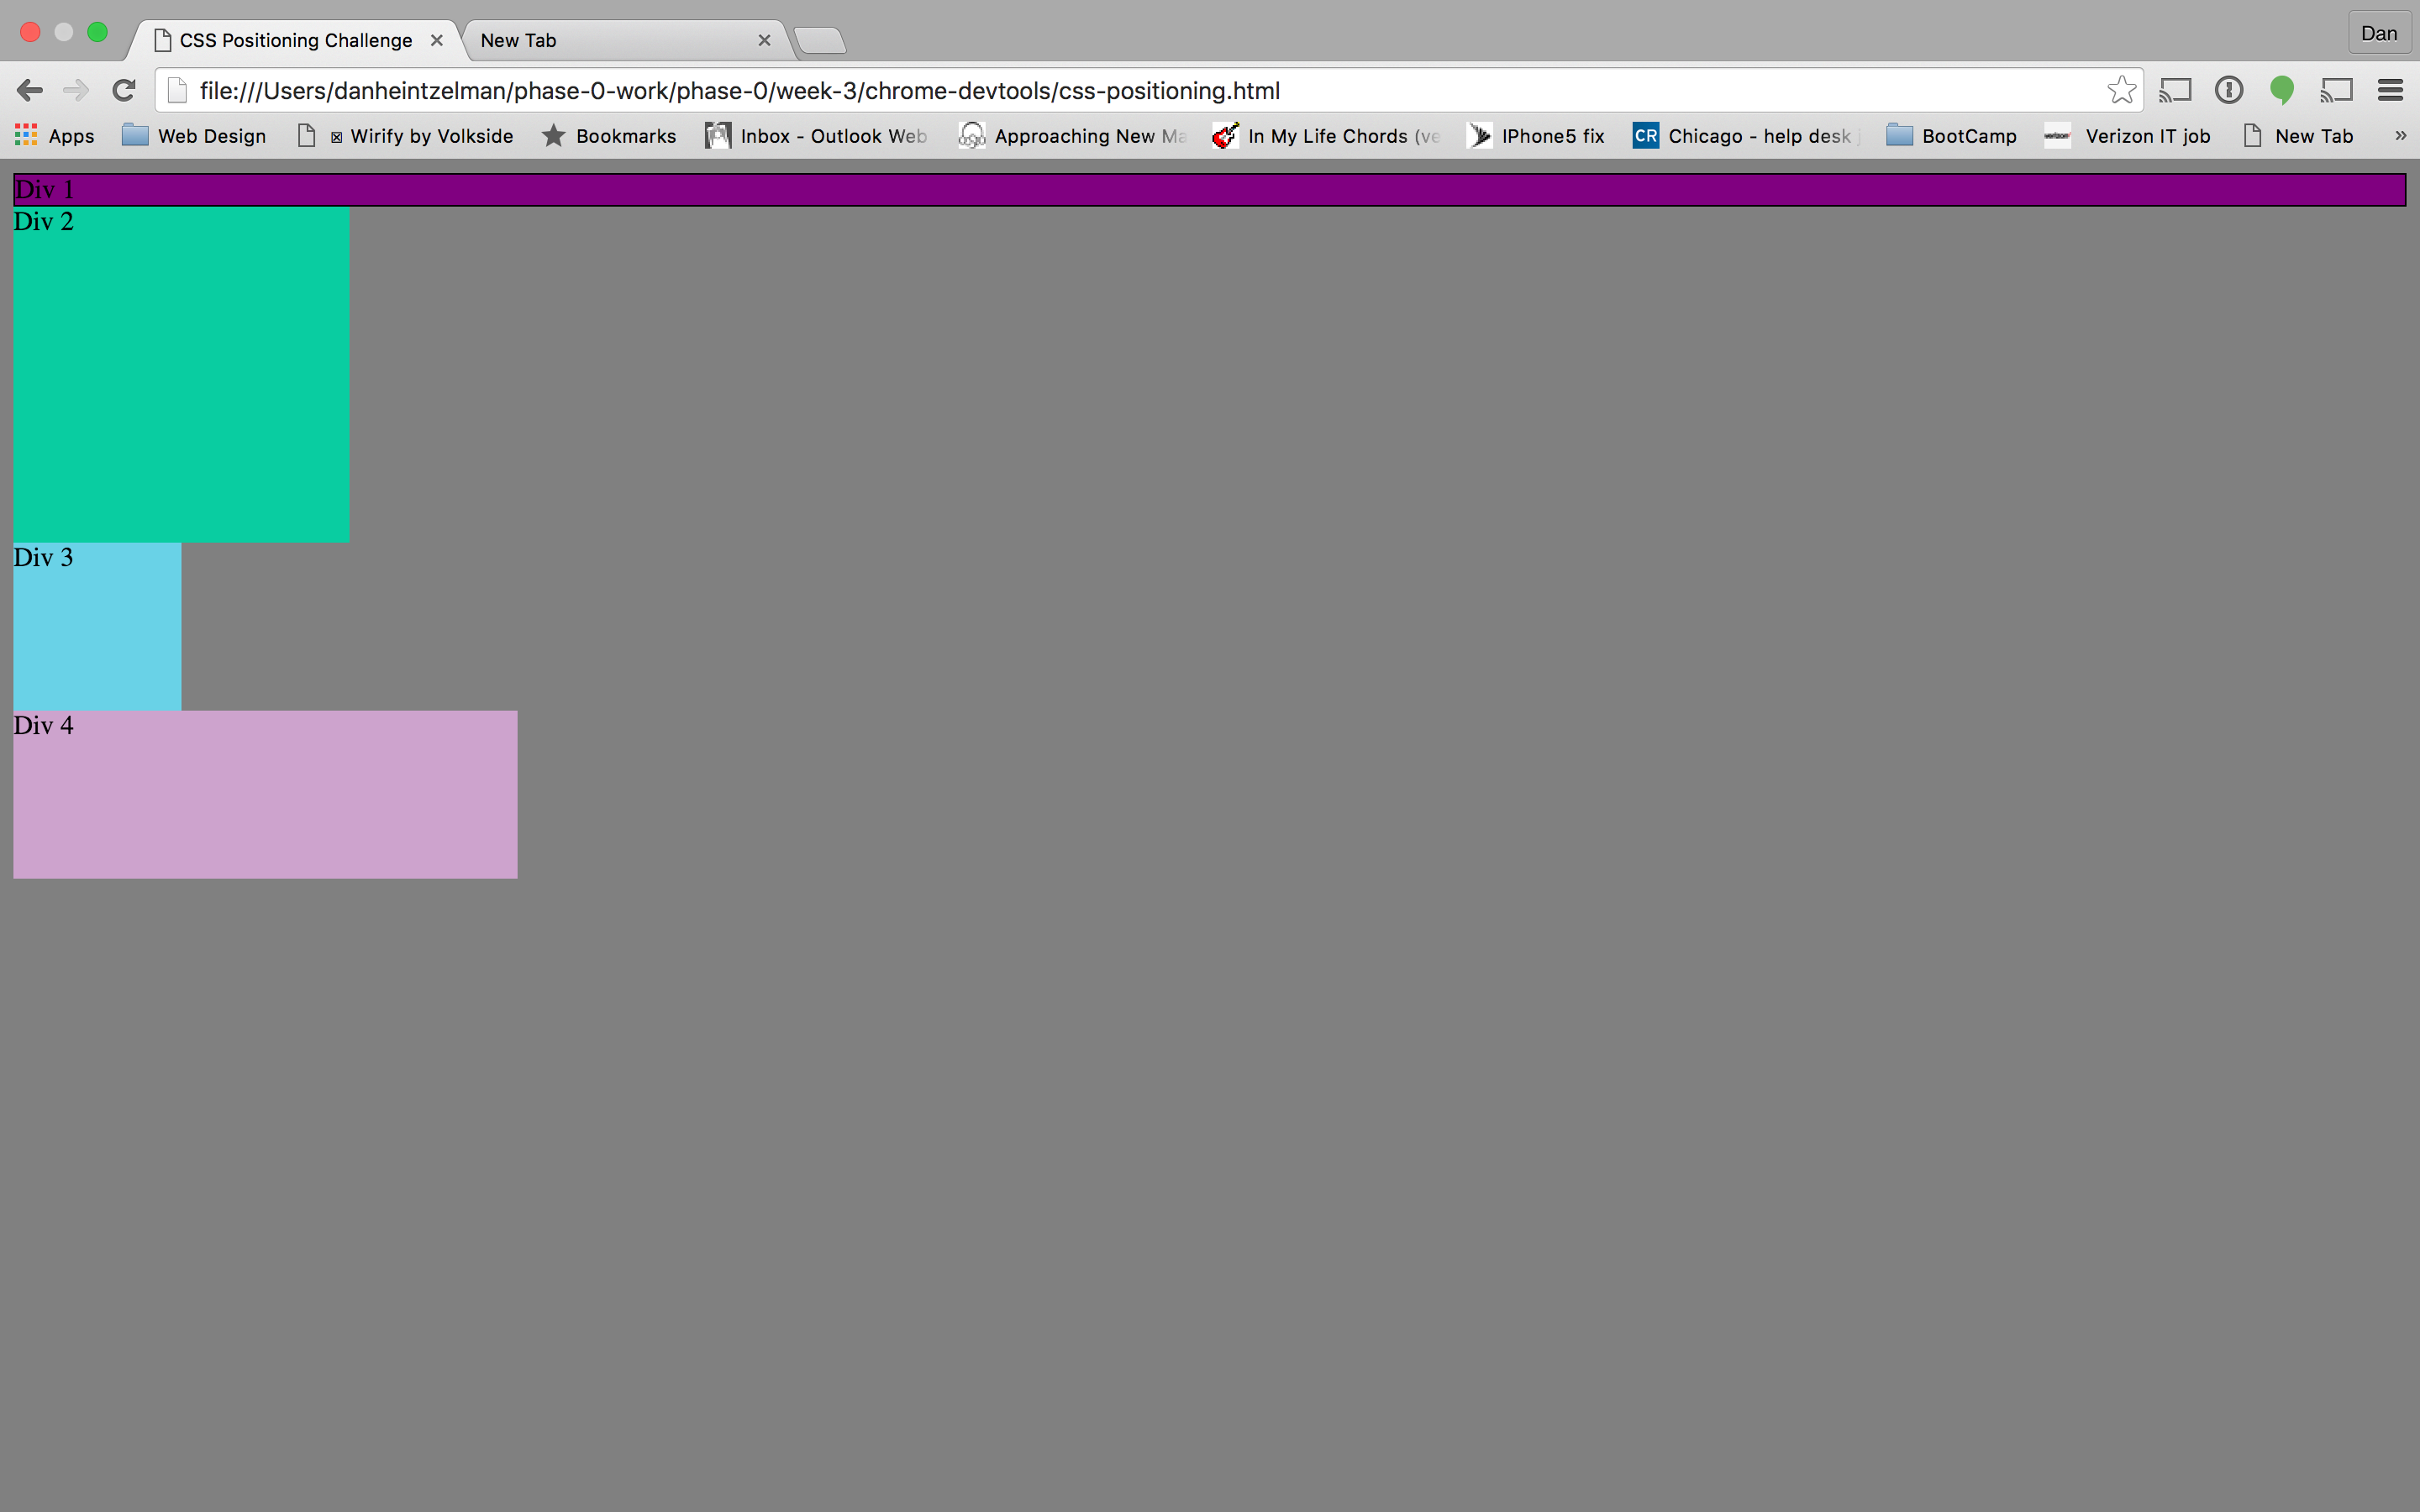 CSS Positioning Challenge
New Tab
Dan
file:///Users/danheintzelman/phase-0-work/phase-0/week-3/chrome-devtools/css-positioning.html
Apps Web Design Wirify by Volkside Bookmarks Inbox - Outlook Web Approaching New Ma In My Life Chords (ve IPhone5 fix CR Chicago - help desk j BootCamp verizon Verizon IT job New Tab »
Div 1
Div 2
Div 3
Div 4